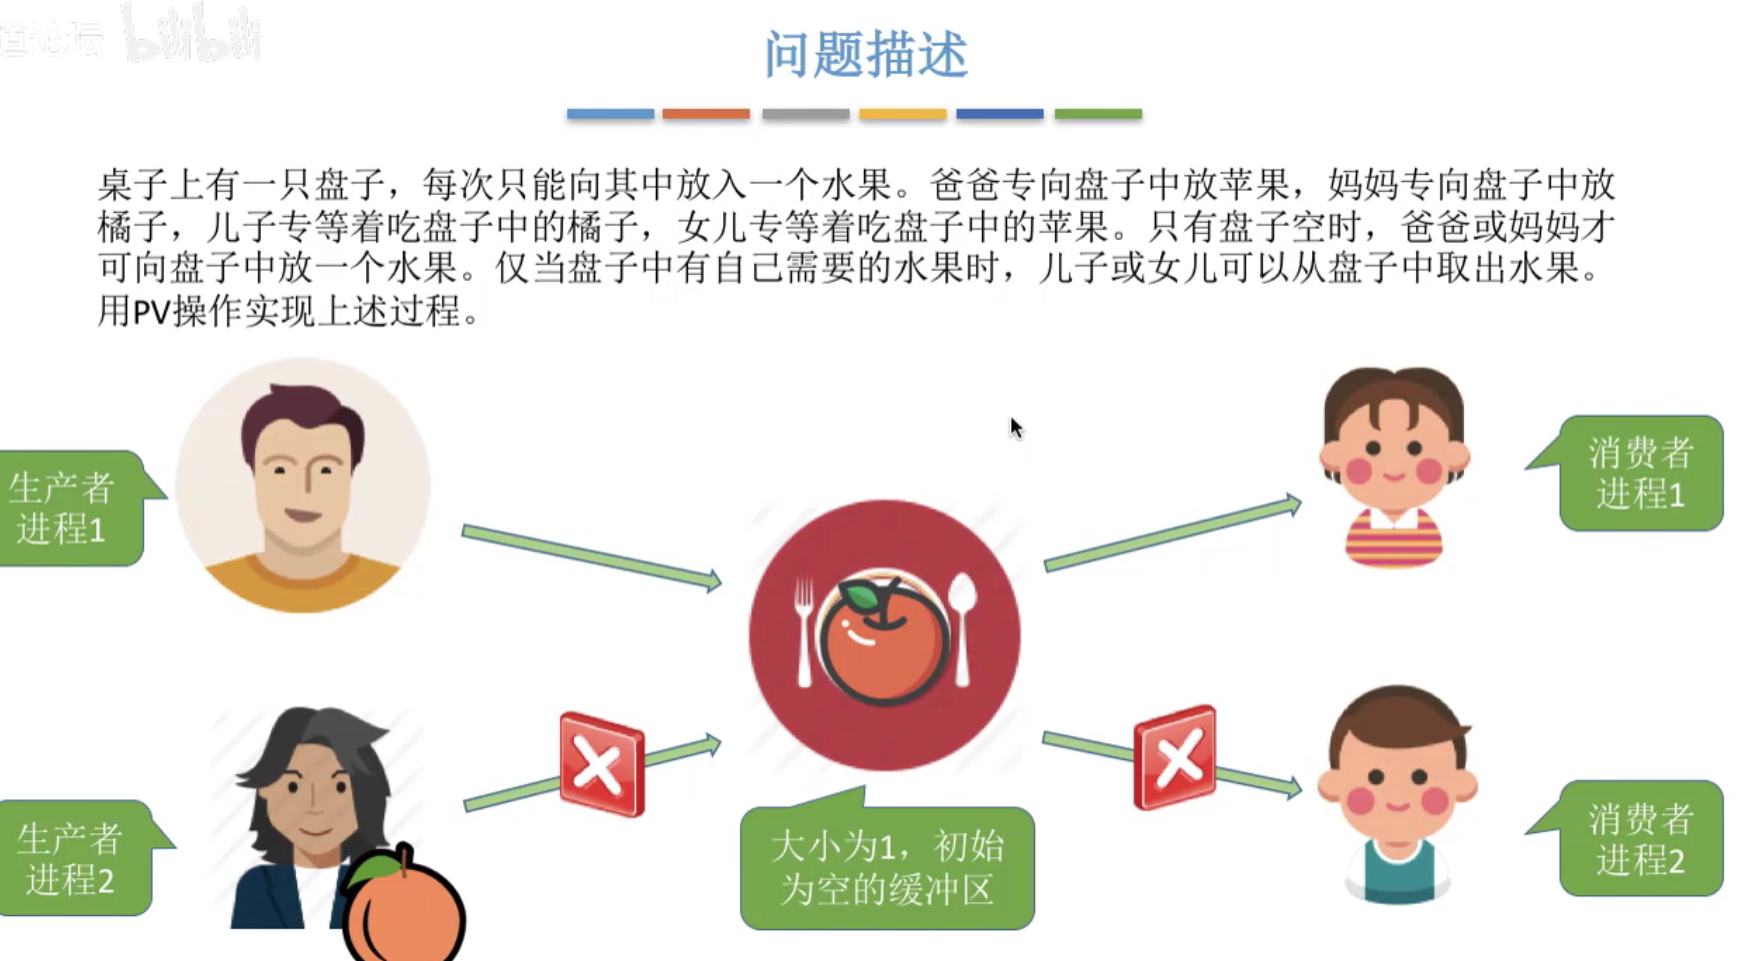 道论坛 bilibili
问题描述
桌子上有一只盘子，每次只能向其中放入一个水果。爸爸专向盘子中放苹果，妈妈专向盘子中放
橘子，儿子专等着吃盘子中的橘子，女儿专等着吃盘子中的苹果。只有盘子空时，爸爸或妈妈才
可向盘子中放一个水果。仅当盘子中有自己需要的水果时，儿子或女儿可以从盘子中取出水果。
用PV操作实现上述过程。
生产者
进程1
消费者
进程1
生产者
进程2
大小为1，初始
为空的缓冲区
消费者
进程2